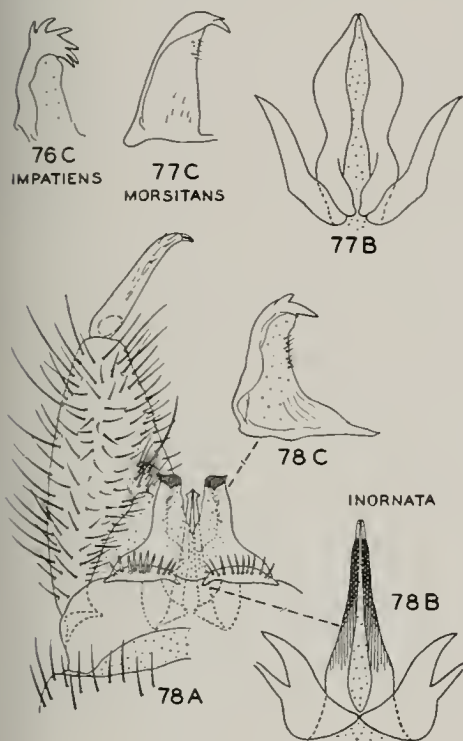 76C
IMPATIENS
77C
MORSITANS
77B
78C
INORNATA
78B
78A